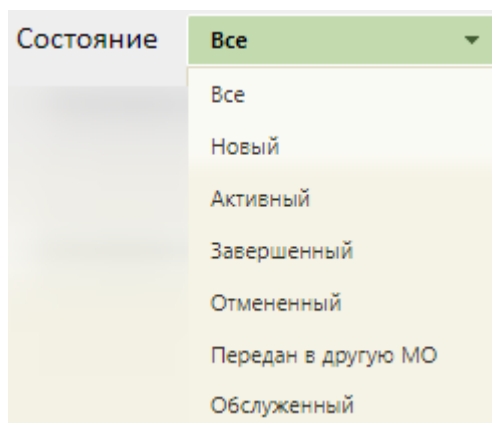 Состояние Все
Все
Новый
Активный
Завершенный
Отмененный
Передан в другую МО
Обслуженный